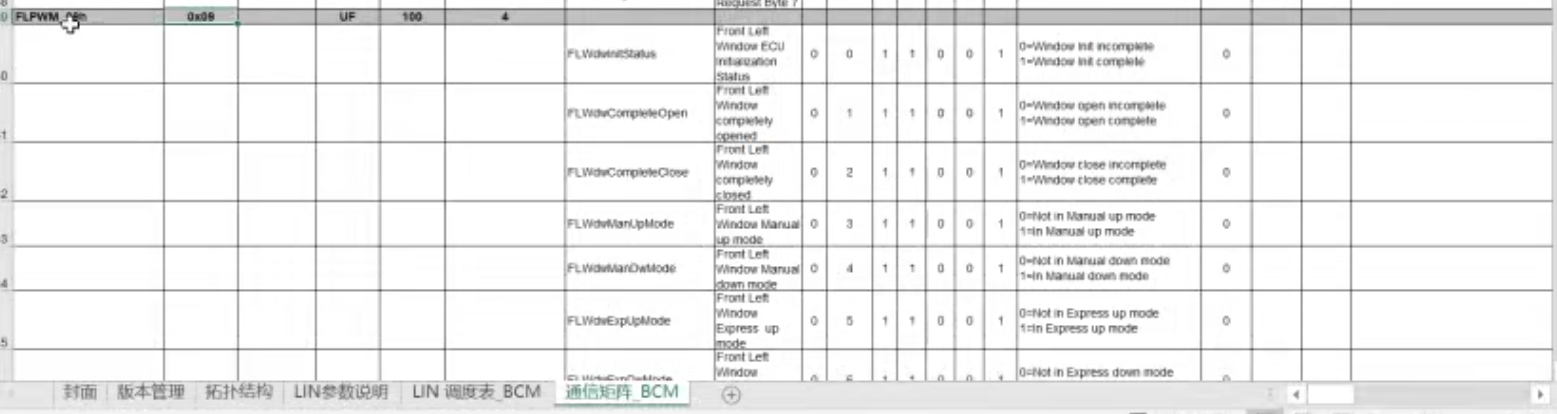 Request Byte 7
FLPWM_09h 0x09 UF 100 4
FLWdwInitStatus
Front Left
Window ECU
Initialization
Status
0 0 1 1 0 0 1
0=Window Init incomplete
1=Window Init complete
0
FLWdwCompleteOpen
Front Left
Window
completely
opened
0 1 1 1 0 0 1
0=Window open incomplete
1=Window open complete
0
FLWdwCompleteClose
Front Left
Window
completely
closed
0 2 1 1 0 0 1
0=Window close incomplete
1=Window close complete
0
FLWdwManUpMode
Front Left
Window Manual
up mode
0 3 1 1 0 0 1
0=Not in Manual up mode
1=In Manual up mode
0
FLWdwManDwMode
Front Left
Window Manual
down mode
0 4 1 1 0 0 1
0=Not in Manual down mode
1=In Manual down mode
0
FLWdwExpUpMode
Front Left
Window
Express up
mode
0 5 1 1 0 0 1
0=Not in Express up mode
1=In Express up mode
0
FLWdwExpDwMode
Front Left
Window
0 6 1 1 0 0 1
0=Not in Express down mode
0
封面 版本管理 拓扑结构 LIN参数说明 LIN 调度表_BCM 通信矩阵_BCM